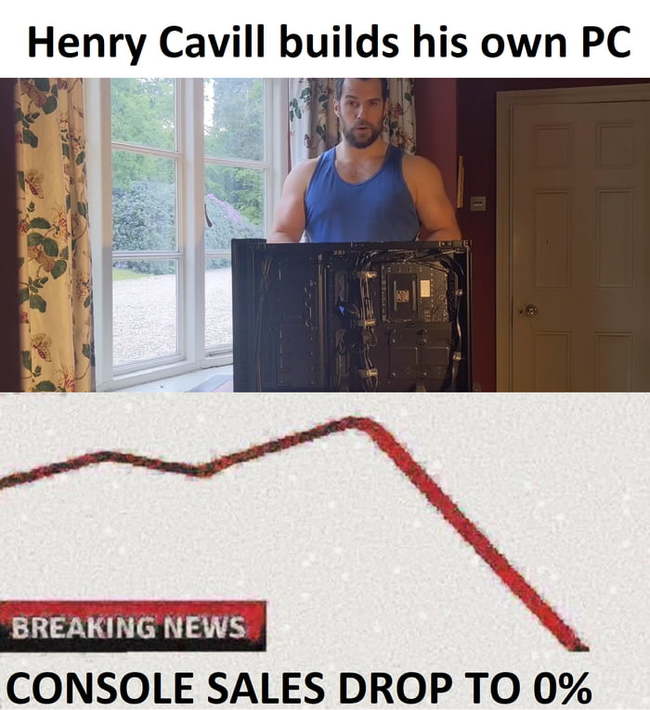 Henry Cavill builds his own PC
BREAKING NEWS
CONSOLE SALES DROP TO 0%